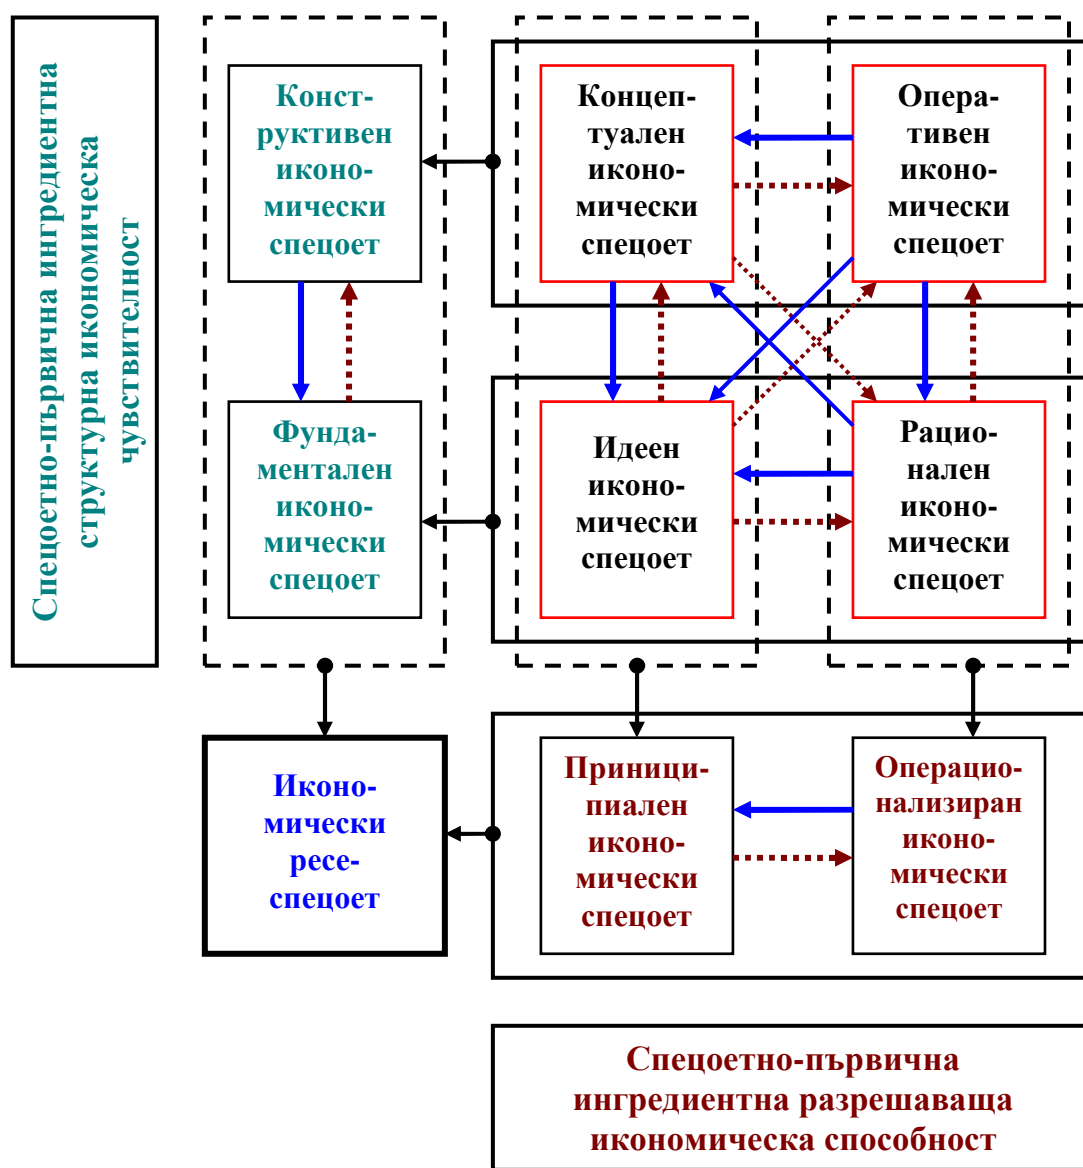 Спецоетно-първична ингредиентна
структурна икономическа
чувствителност
Конст-
руктивен
иконо-
мически
спецоет
Концеп-
туален
иконо-
мически
спецоет
Опера-
тивен
иконо-
мически
спецоет
Фунда-
ментален
иконо-
мически
спецоет
Идеен
иконо-
мически
спецоет
Рацио-
нален
иконо-
мически
спецоет
Иконо-
мически
ресе-
спецоет
Приници-
пиален
иконо-
мически
спецоет
Операцио-
нализиран
иконо-
мически
спецоет
Спецоетно-първична
ингредиентна разрешаваща
икономическа способност